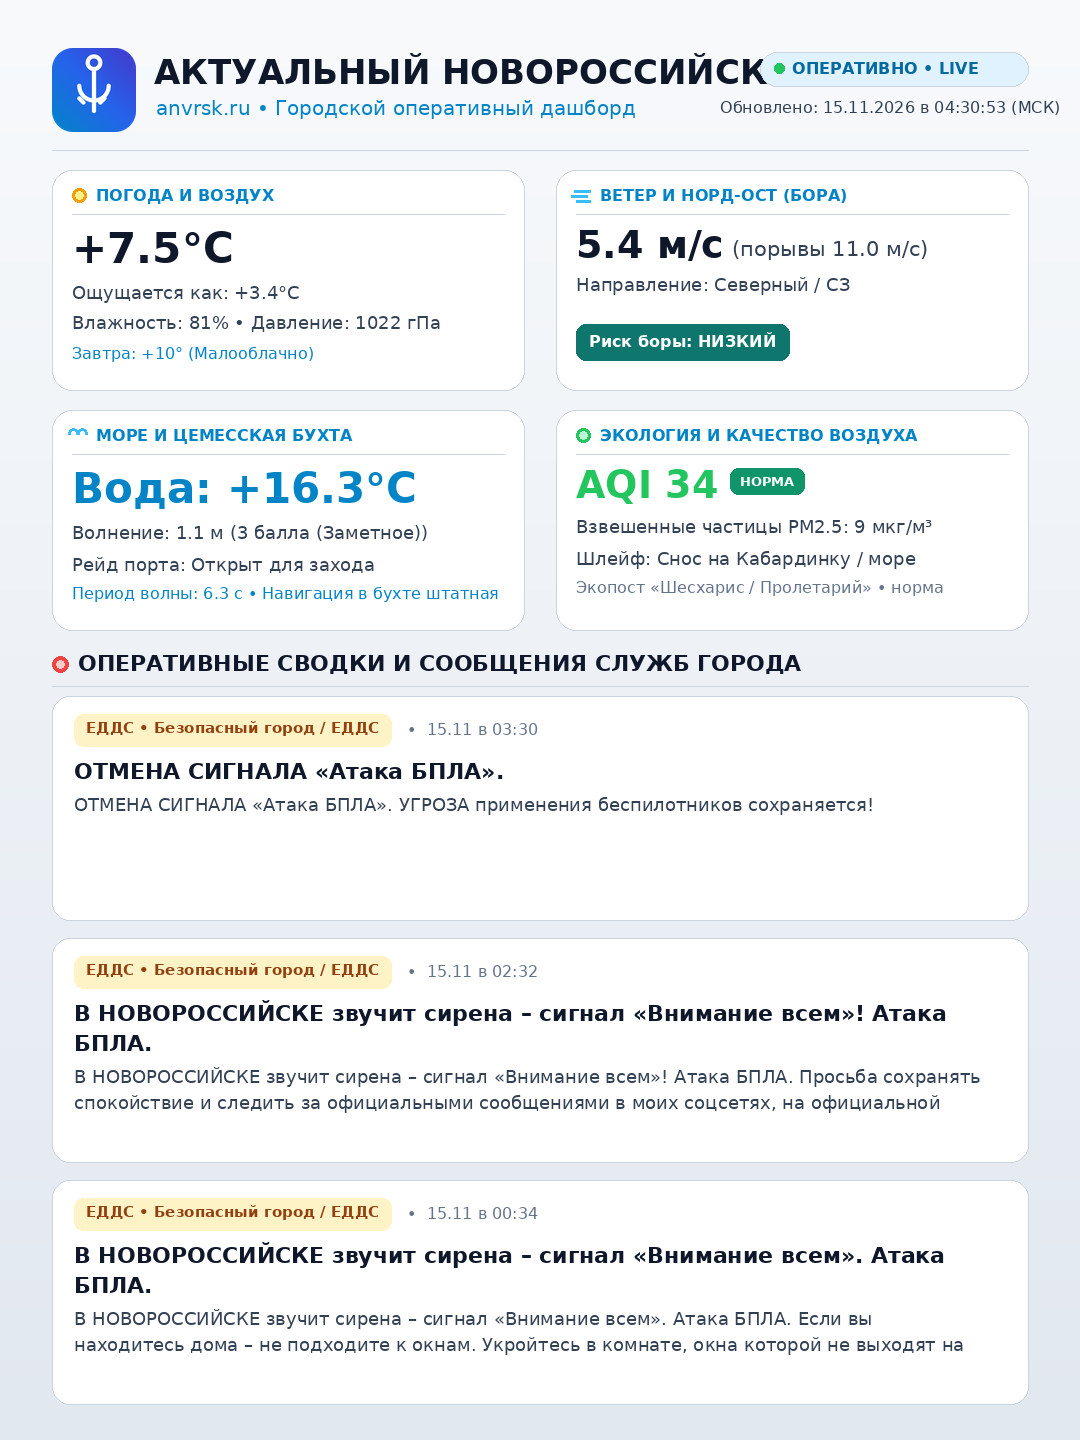 АКТУАЛЬНЫЙ НОВОРОССИЙСК
ОПЕРАТИВНО • LIVE
anvrsk.ru • Городской оперативный дашборд
Обновлено: 15.11.2026 в 04:30:53 (МСК)
ПОГОДА И ВОЗДУХ
+7.5°C
Ощущается как: +3.4°C
Влажность: 81% • Давление: 1022 гПа
Завтра: +10° (Малооблачно)
ВЕТЕР И НОРД-ОСТ (БОРА)
5.4 м/с (порывы 11.0 м/с)
Направление: Северный / СЗ
Риск боры: НИЗКИЙ
МОРЕ И ЦЕМЕССКАЯ БУХТА
Вода: +16.3°C
Волнение: 1.1 м (3 балла (Заметное))
Рейд порта: Открыт для захода
Период волны: 6.3 с • Навигация в бухте штатная
ЭКОЛОГИЯ И КАЧЕСТВО ВОЗДУХА
AQI 34 НОРМА
Взвешенные частицы PM2.5: 9 мкг/м³
Шлейф: Снос на Кабардинку / море
Экопост «Шесхарис / Пролетарий» • норма
ОПЕРАТИВНЫЕ СВОДКИ И СООБЩЕНИЯ СЛУЖБ ГОРОДА
ЕДДС • Безопасный город / ЕДДС • 15.11 в 03:30
ОТМЕНА СИГНАЛА «Атака БПЛА».
ОТМЕНА СИГНАЛА «Атака БПЛА». УГРОЗА применения беспилотников сохраняется!
ЕДДС • Безопасный город / ЕДДС • 15.11 в 02:32
В НОВОРОССИЙСКЕ звучит сирена – сигнал «Внимание всем»! Атака
БПЛА.
В НОВОРОССИЙСКЕ звучит сирена – сигнал «Внимание всем»! Атака БПЛА. Просьба сохранять
спокойствие и следить за официальными сообщениями в моих соцсетях, на официальной
ЕДДС • Безопасный город / ЕДДС • 15.11 в 00:34
В НОВОРОССИЙСКЕ звучит сирена – сигнал «Внимание всем». Атака
БПЛА.
В НОВОРОССИЙСКЕ звучит сирена – сигнал «Внимание всем». Атака БПЛА. Если вы
находитесь дома – не подходите к окнам. Укройтесь в комнате, окна которой не выходят на